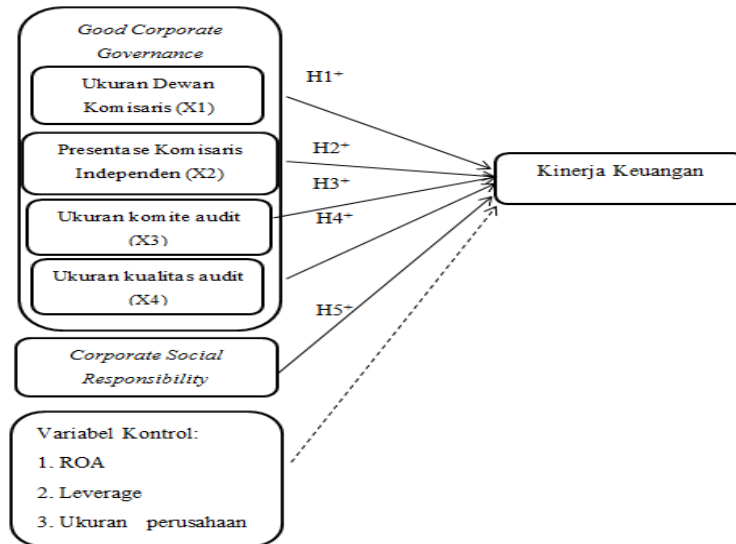 Good Corporate
Governance
Ukuran Dewan
Komisaris (X1)
Presentase Komisaris
Independen (X2)
Ukuran komite audit
(X3)
Ukuran kualitas audit
(X4)
Corporate Social
Responsibility
Variabel Kontrol:
1. ROA
2. Leverage
3. Ukuran perusahaan
H1+
H2+
H3+
H4+
H5+
Kinerja Keuangan